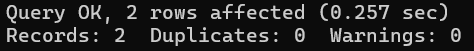 Query OK, 2 rows affected (0.257 sec)
Records: 2  Duplicates: 0  Warnings: 0